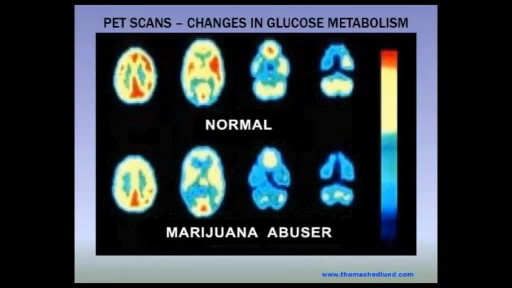 PET SCANS – CHANGES IN GLUCOSE METABOLISM
NORMAL
MARIJUANA ABUSER
www.thomashedlund.com